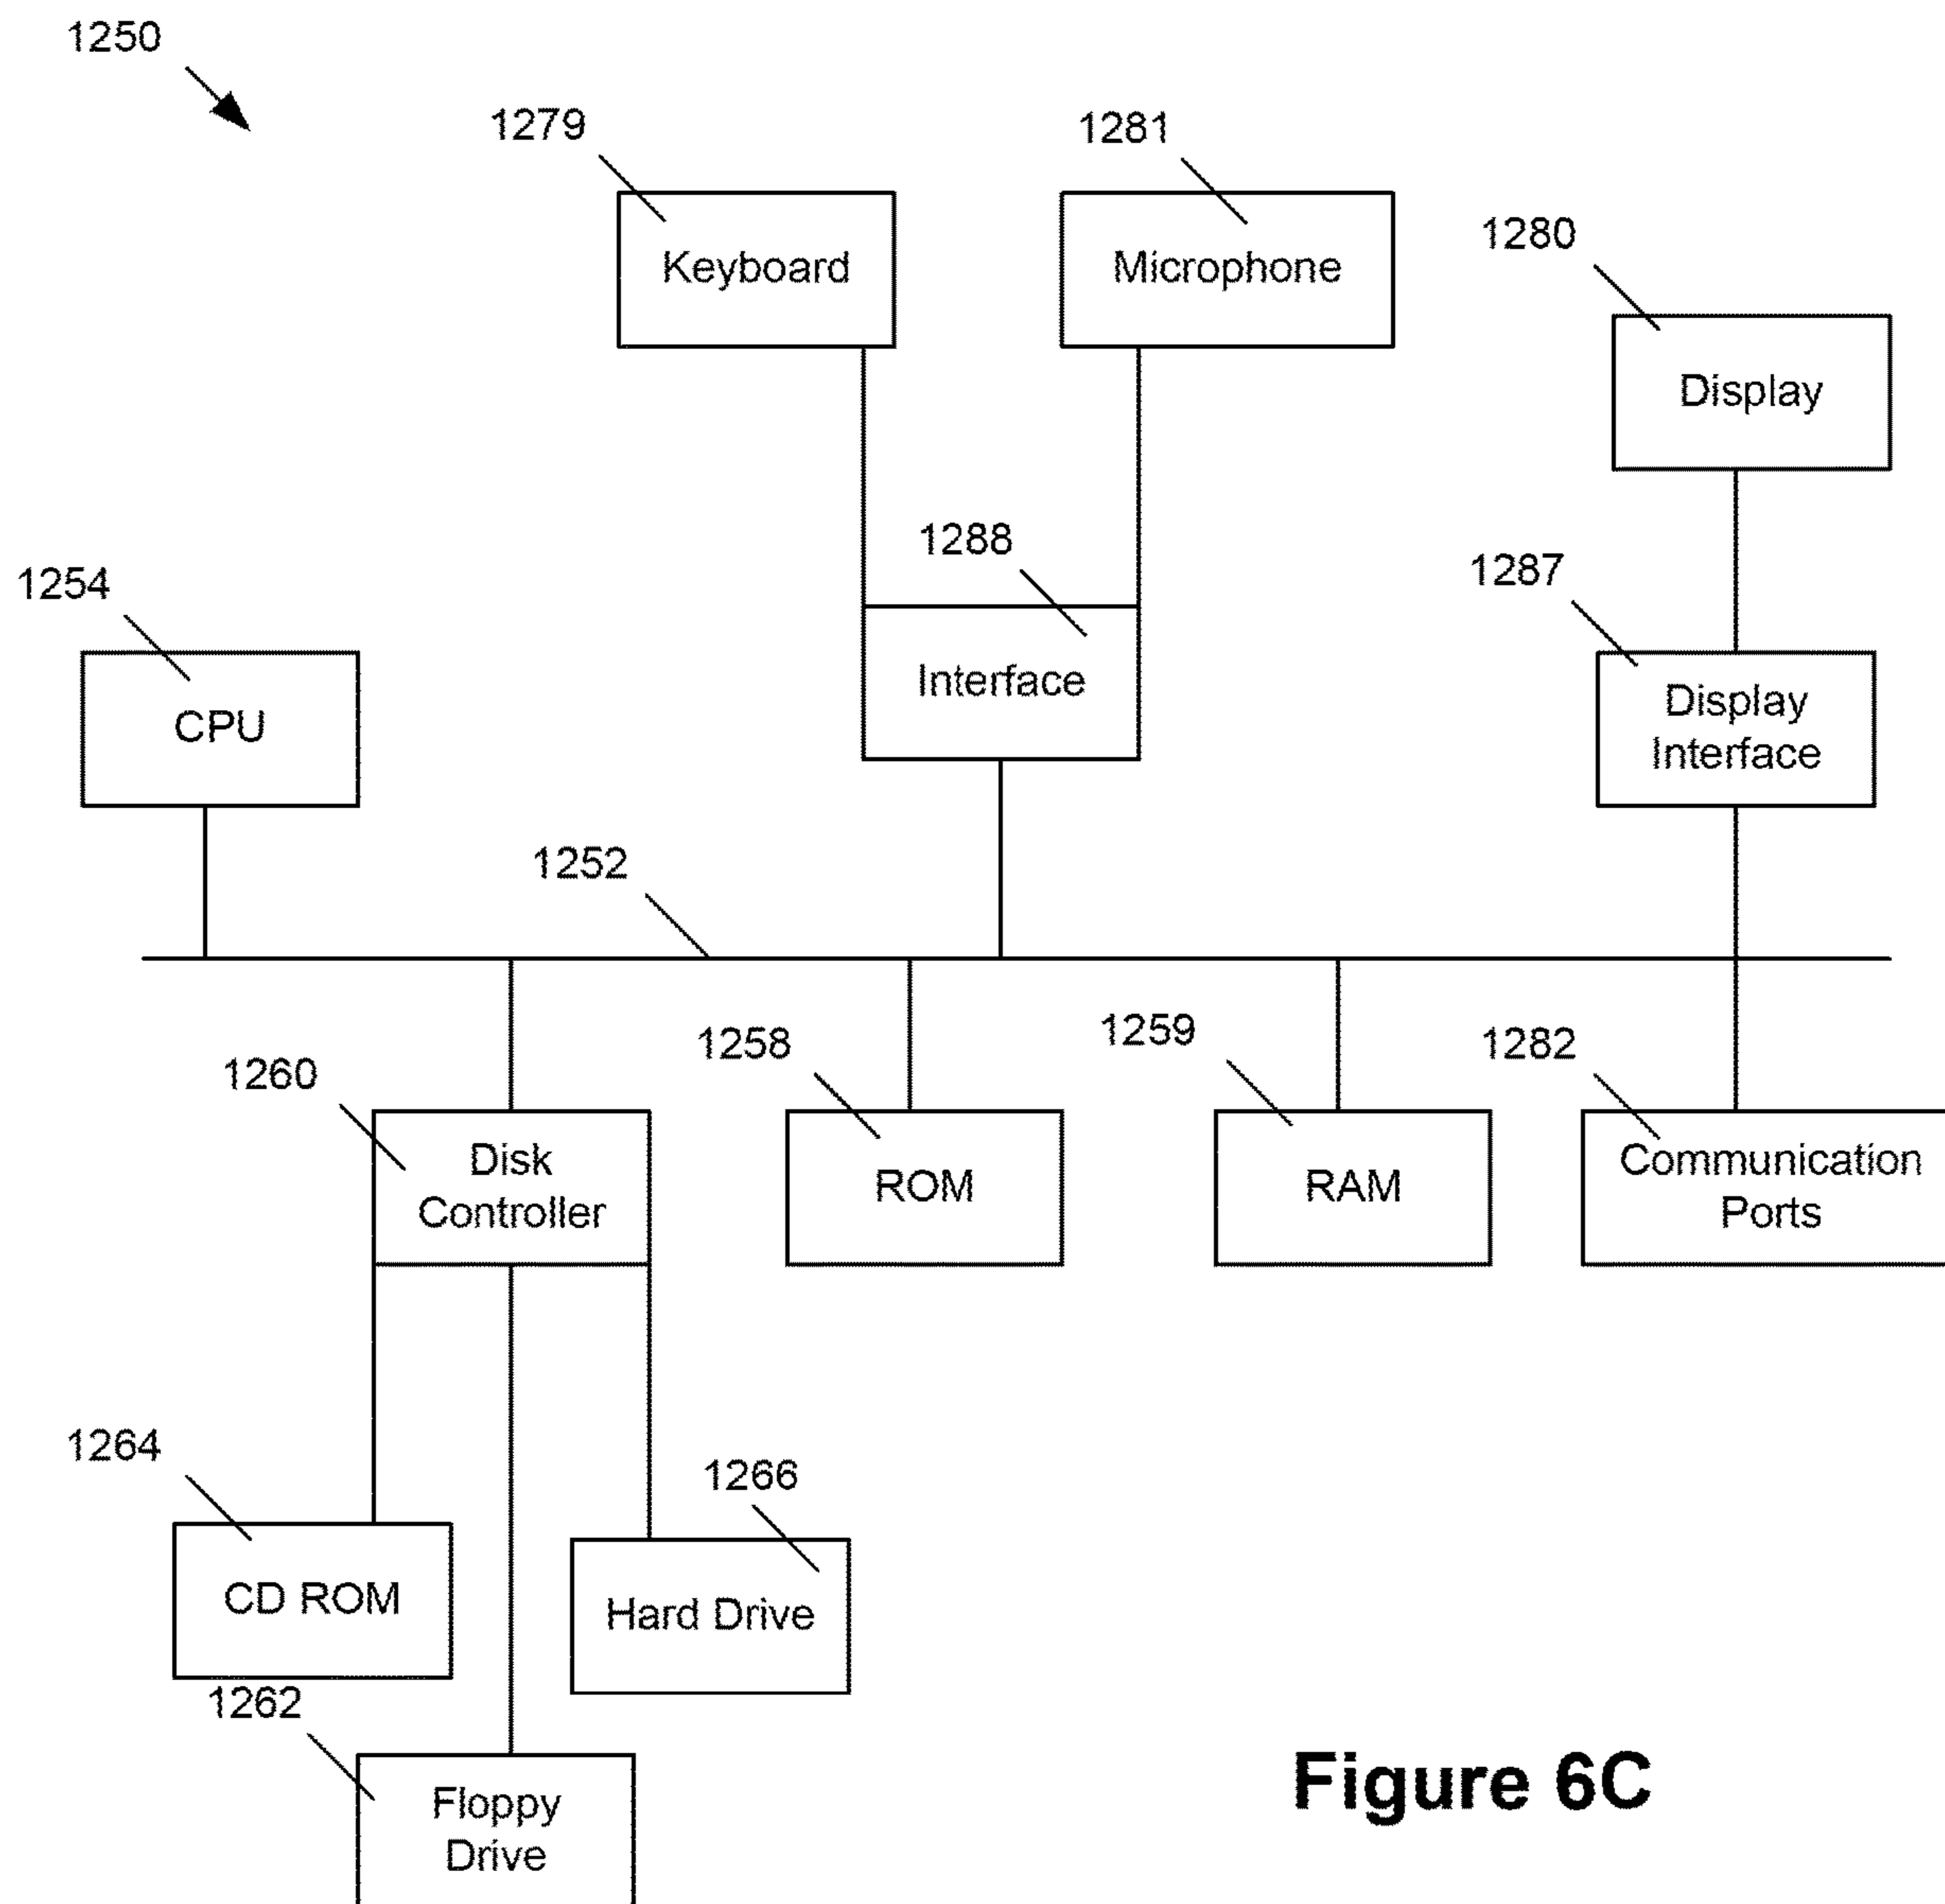 1250
1279
1281
Keyboard
Microphone
1280
Display
1288
1287
1254
Interface
Display
Interface
CPU
1252
1260
1258
1259
1282
Disk
Controller
ROM
RAM
Communication
Ports
1264
1266
CD ROM
Hard Drive
1262
Floppy
Drive
Figure 6C